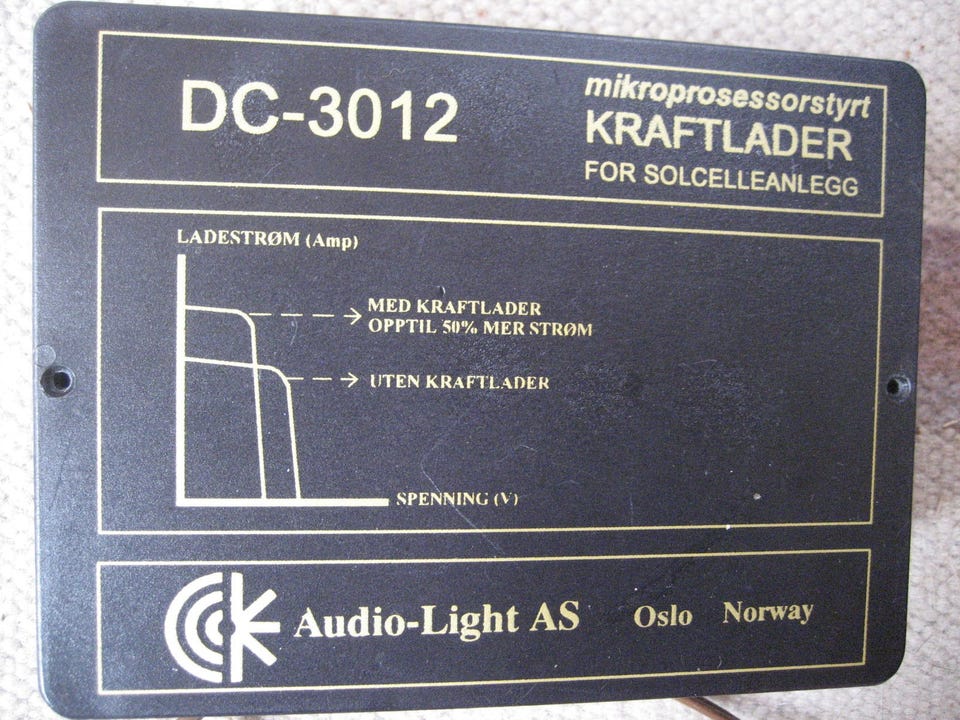 DC-3012
mikroprosessorstyrt
KRAFTLADER
FOR SOLCELLEANLEGG
LADESTRØM (Amp)
MED KRAFTLADER
OPPTIL 50% MER STRØM
UTEN KRAFTLADER
SPENNING (V)
Audio-Light AS Oslo Norway